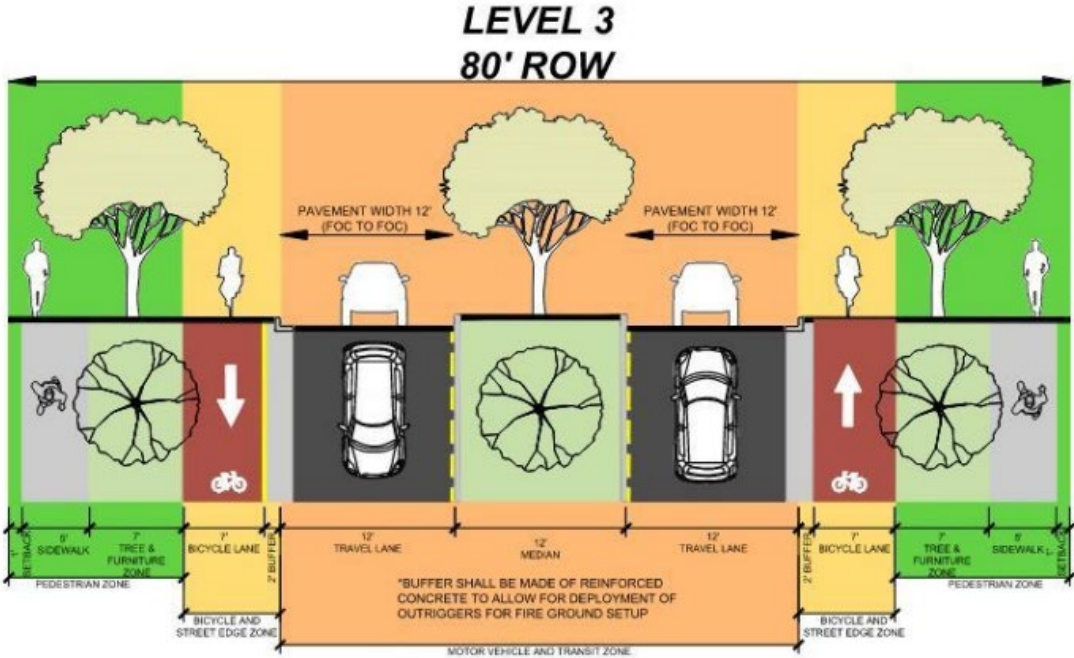 LEVEL 3
80' ROW
PAVEMENT WIDTH 12'
(FOC TO FOC)
PAVEMENT WIDTH 12'
(FOC TO FOC)
1'
SETBACK
5'
SIDEWALK
7'
TREE &
FURNITURE
ZONE
7'
BICYCLE LANE
2' BUFFER
12'
TRAVEL LANE
12'
MEDIAN
12'
TRAVEL LANE
2' BUFFER
7'
BICYCLE LANE
7'
TREE &
FURNITURE
ZONE
5'
SIDEWALK
1'
SETBACK
PEDESTRIAN ZONE
"BUFFER SHALL BE MADE OF REINFORCED
CONCRETE TO ALLOW FOR DEPLOYMENT OF
OUTRIGGERS FOR FIRE GROUND SETUP
PEDESTRIAN ZONE
BICYCLE AND
STREET EDGE ZONE
BICYCLE AND
STREET EDGE ZONE
MOTOR VEHICLE AND TRANSIT ZONE